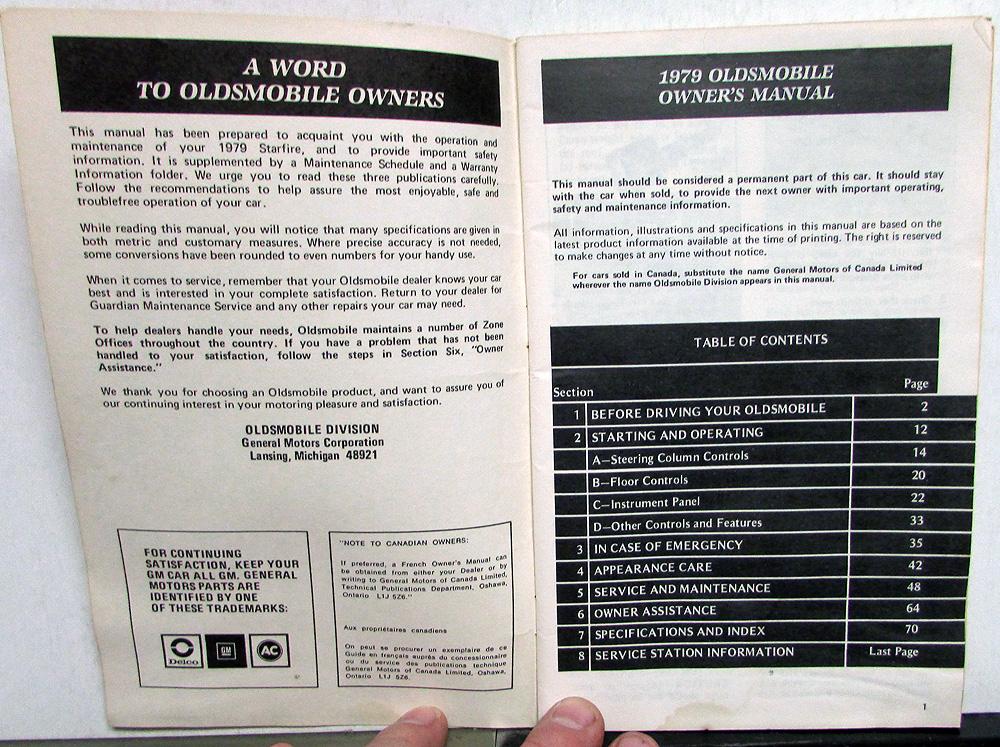 A WORD
TO OLDSMOBILE OWNERS
This manual has been prepared to acquaint you with the operation and
maintenance of your 1979 Starfire, and to provide important safety
information. It is supplemented by a Maintenance Schedule and a Warranty
Information folder. We urge you to read these three publications carefully.
Follow the recommendations to help assure the most enjoyable, safe and
troublefree operation of your car.
While reading this manual, you will notice that many specifications are given in
both metric and customary measures. Where precise accuracy is not needed,
some conversions have been rounded to even numbers for your handy use.
When it comes to service, remember that your Oldsmobile dealer knows your car
best and is interested in your complete satisfaction. Return to your dealer for
Guardian Maintenance Service and any other repairs your car may need.
To help dealers handle your needs, Oldsmobile maintains a number of Zone
Offices throughout the country. If you have a problem that has not been
handled to your satisfaction, follow the steps in Section Six, "Owner
Assistance."
We thank you for choosing an Oldsmobile product, and want to assure you of
our continuing interest in your motoring pleasure and satisfaction.
OLDSMOBILE DIVISION
General Motors Corporation
Lansing, Michigan 48921
FOR CONTINUING
SATISFACTION, KEEP YOUR
GM CAR ALL GM. GENERAL
MOTORS PARTS ARE
IDENTIFIED BY ONE
OF THESE TRADEMARKS:
Delco GM AC
"NOTE TO CANADIAN OWNERS:
If preferred, a French Owner's Manual can
be obtained from either your Dealer or by
writing to General Motors of Canada Limited,
Technical Publications Department, Oshawa,
Ontario L1J 5Z6."
Aux propriétaires canadiens
On peut se procurer un exemplaire de ce
Guide en français auprès du concessionnaire
ou du service des publications technique
General Motors of Canada Limited, Oshawa,
Ontario L1J 5Z6.
1979 OLDSMOBILE
OWNER'S MANUAL
This manual should be considered a permanent part of this car. It should stay
with the car when sold, to provide the next owner with important operating,
safety and maintenance information.
All information, illustrations and specifications in this manual are based on the
latest product information available at the time of printing. The right is reserved
to make changes at any time without notice.
For cars sold in Canada, substitute the name General Motors of Canada Limited
wherever the name Oldsmobile Division appears in this manual.
TABLE OF CONTENTS
Section Page
1 BEFORE DRIVING YOUR OLDSMOBILE 2
2 STARTING AND OPERATING 12
A—Steering Column Controls 14
B—Floor Controls 20
C—Instrument Panel 22
D—Other Controls and Features 33
3 IN CASE OF EMERGENCY 35
4 APPEARANCE CARE 42
5 SERVICE AND MAINTENANCE 48
6 OWNER ASSISTANCE 64
7 SPECIFICATIONS AND INDEX 70
8 SERVICE STATION INFORMATION Last Page
1